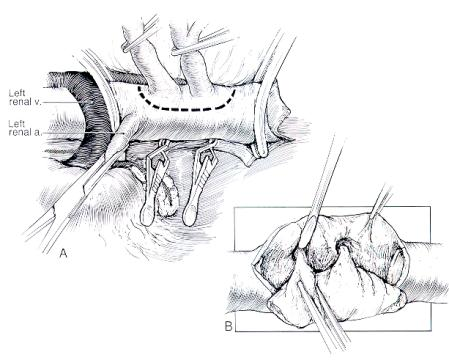 Left
renal v.
Left
renal a.
A
B